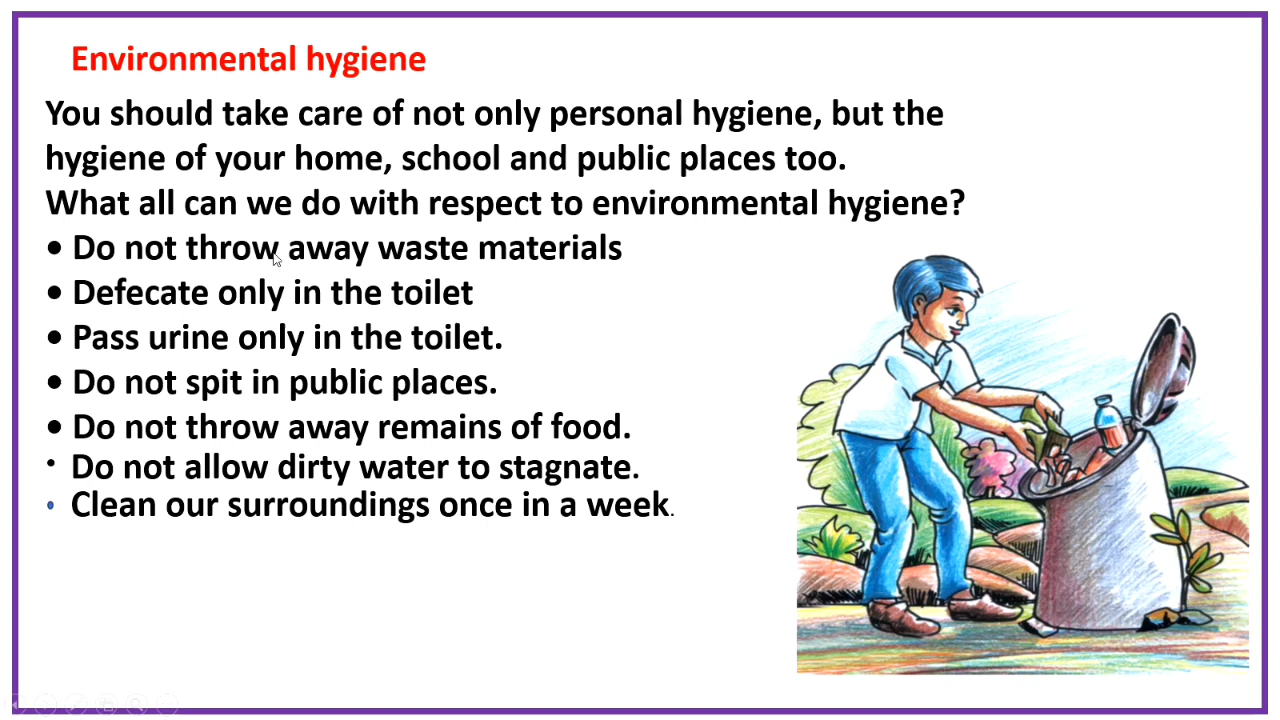 Environmental hygiene
You should take care of not only personal hygiene, but the
hygiene of your home, school and public places too.
What all can we do with respect to environmental hygiene?
• Do not throw away waste materials
• Defecate only in the toilet
• Pass urine only in the toilet.
• Do not spit in public places.
• Do not throw away remains of food.
• Do not allow dirty water to stagnate.
• Clean our surroundings once in a week.